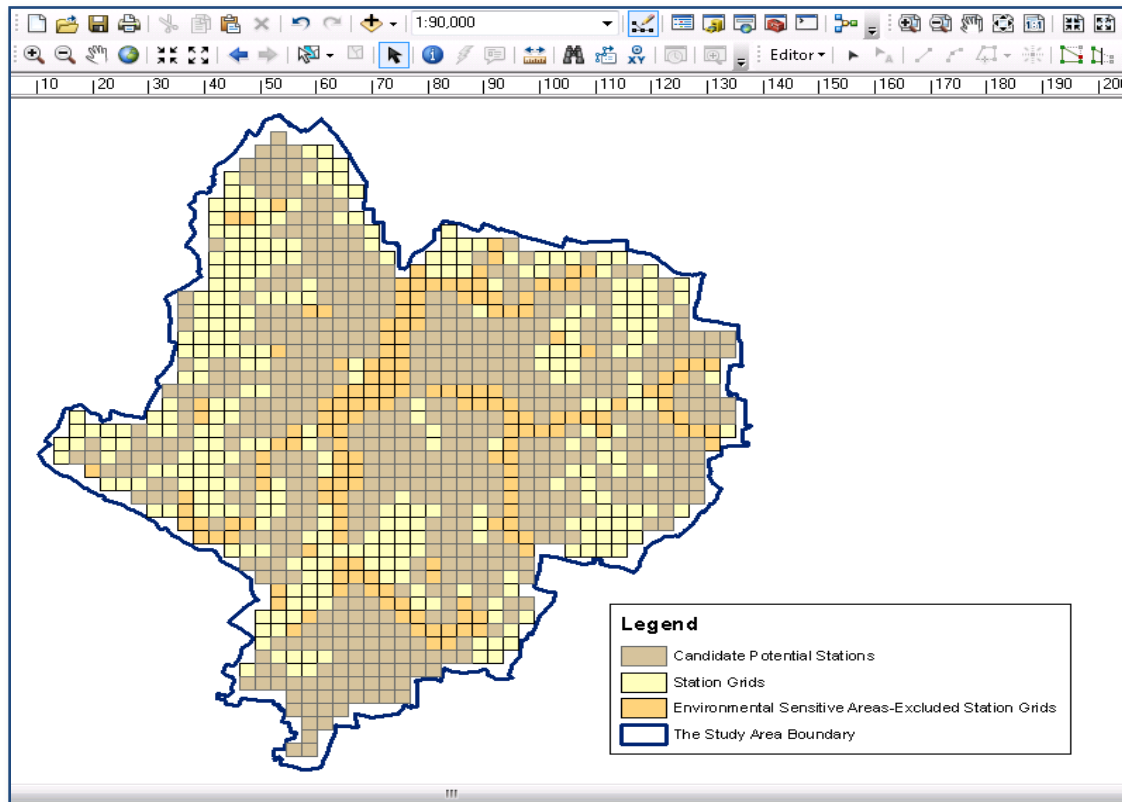 1:90,000
Editor
10 20 30 40 50 60 70 80 90 100 110 120 130 140 150 160 170 180 190 200
Legend
Candidate Potential Stations
Station Grids
Environmental Sensitive Areas-Excluded Station Grids
The Study Area Boundary